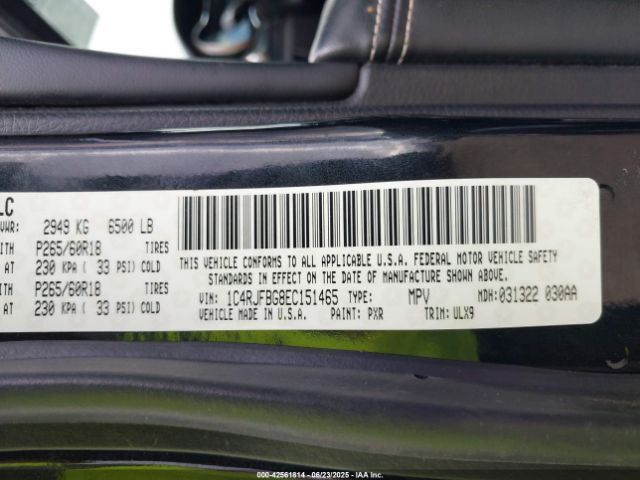 LC
VWR: 2949 KG 6500 LB
ITH P265/60R18 TIRES
AT 230 KPA ( 33 PSI) COLD
ITH P265/60R18 TIRES
AT 230 KPA ( 33 PSI) COLD
THIS VEHICLE CONFORMS TO ALL APPLICABLE U.S.A. FEDERAL MOTOR VEHICLE SAFETY
STANDARDS IN EFFECT ON THE DATE OF MANUFACTURE SHOWN ABOVE.
VIN: 1C4RJFBG8EC151465 TYPE: MPV MDH:031322 030AA
VEHICLE MADE IN U.S.A. PAINT: PXR TRIM: ULX9
000-42561814 - 06/23/2025 - IAA Inc.